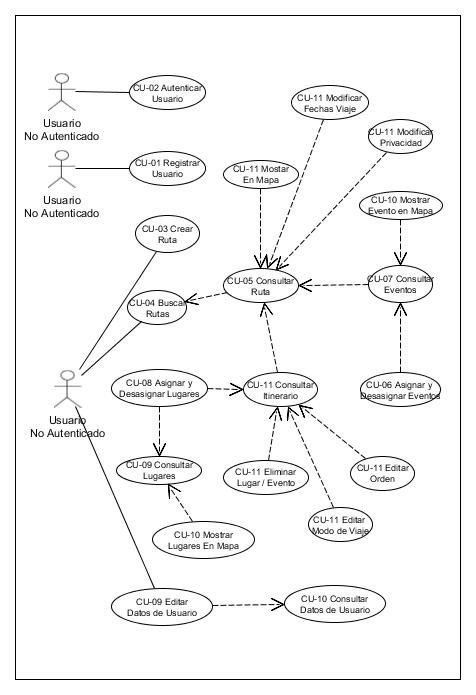 CU-02 Autenticar
Usuario
Usuario
No Autenticado
CU-11 Modificar
Fechas Viaje
CU-11 Modificar
Privacidad
CU-01 Registrar
Usuario
Usuario
No Autenticado
CU-11 Mostar
En Mapa
CU-10 Mostrar
Evento en Mapa
CU-03 Crear
Ruta
CU-04 Buscar
Rutas
CU-05 Consultar
Ruta
CU-07 Consultar
Eventos
Usuario
No Autenticado
CU-08 Asignar y
Desasignar Lugares
CU-11 Consultar
Itinerario
CU-06 Asignar y
Desasignar Eventos
CU-09 Consultar
Lugares
CU-11 Eliminar
Lugar / Evento
CU-11 Editar
Orden
CU-10 Mostrar
Lugares En Mapa
CU-11 Editar
Modo de Viaje
CU-09 Editar
Datos de Usuario
CU-10 Consultar
Datos de Usuario